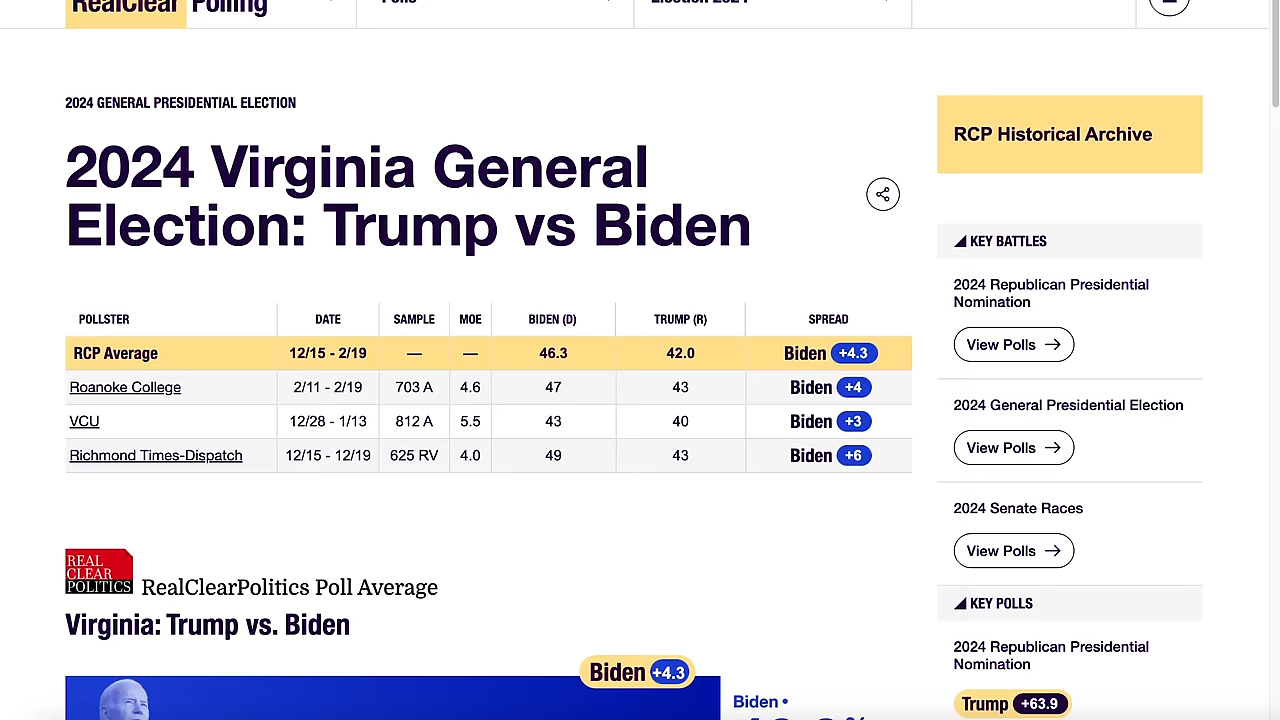 RealClear Polling
Polls
Election 2024
2024 GENERAL PRESIDENTIAL ELECTION
2024 Virginia General
Election: Trump vs Biden
POLLSTER DATE SAMPLE MOE BIDEN (D) TRUMP (R) SPREAD
RCP Average 12/15 - 2/19 — — 46.3 42.0 Biden +4.3
Roanoke College 2/11 - 2/19 703 A 4.6 47 43 Biden +4
VCU 12/28 - 1/13 812 A 5.5 43 40 Biden +3
Richmond Times-Dispatch 12/15 - 12/19 625 RV 4.0 49 43 Biden +6
REAL
CLEAR
POLITICS
RealClearPolitics Poll Average
Virginia: Trump vs. Biden
Biden +4.3
Biden •
RCP Historical Archive
KEY BATTLES
2024 Republican Presidential
Nomination
View Polls →
2024 General Presidential Election
View Polls →
2024 Senate Races
View Polls →
KEY POLLS
2024 Republican Presidential
Nomination
Trump +63.9